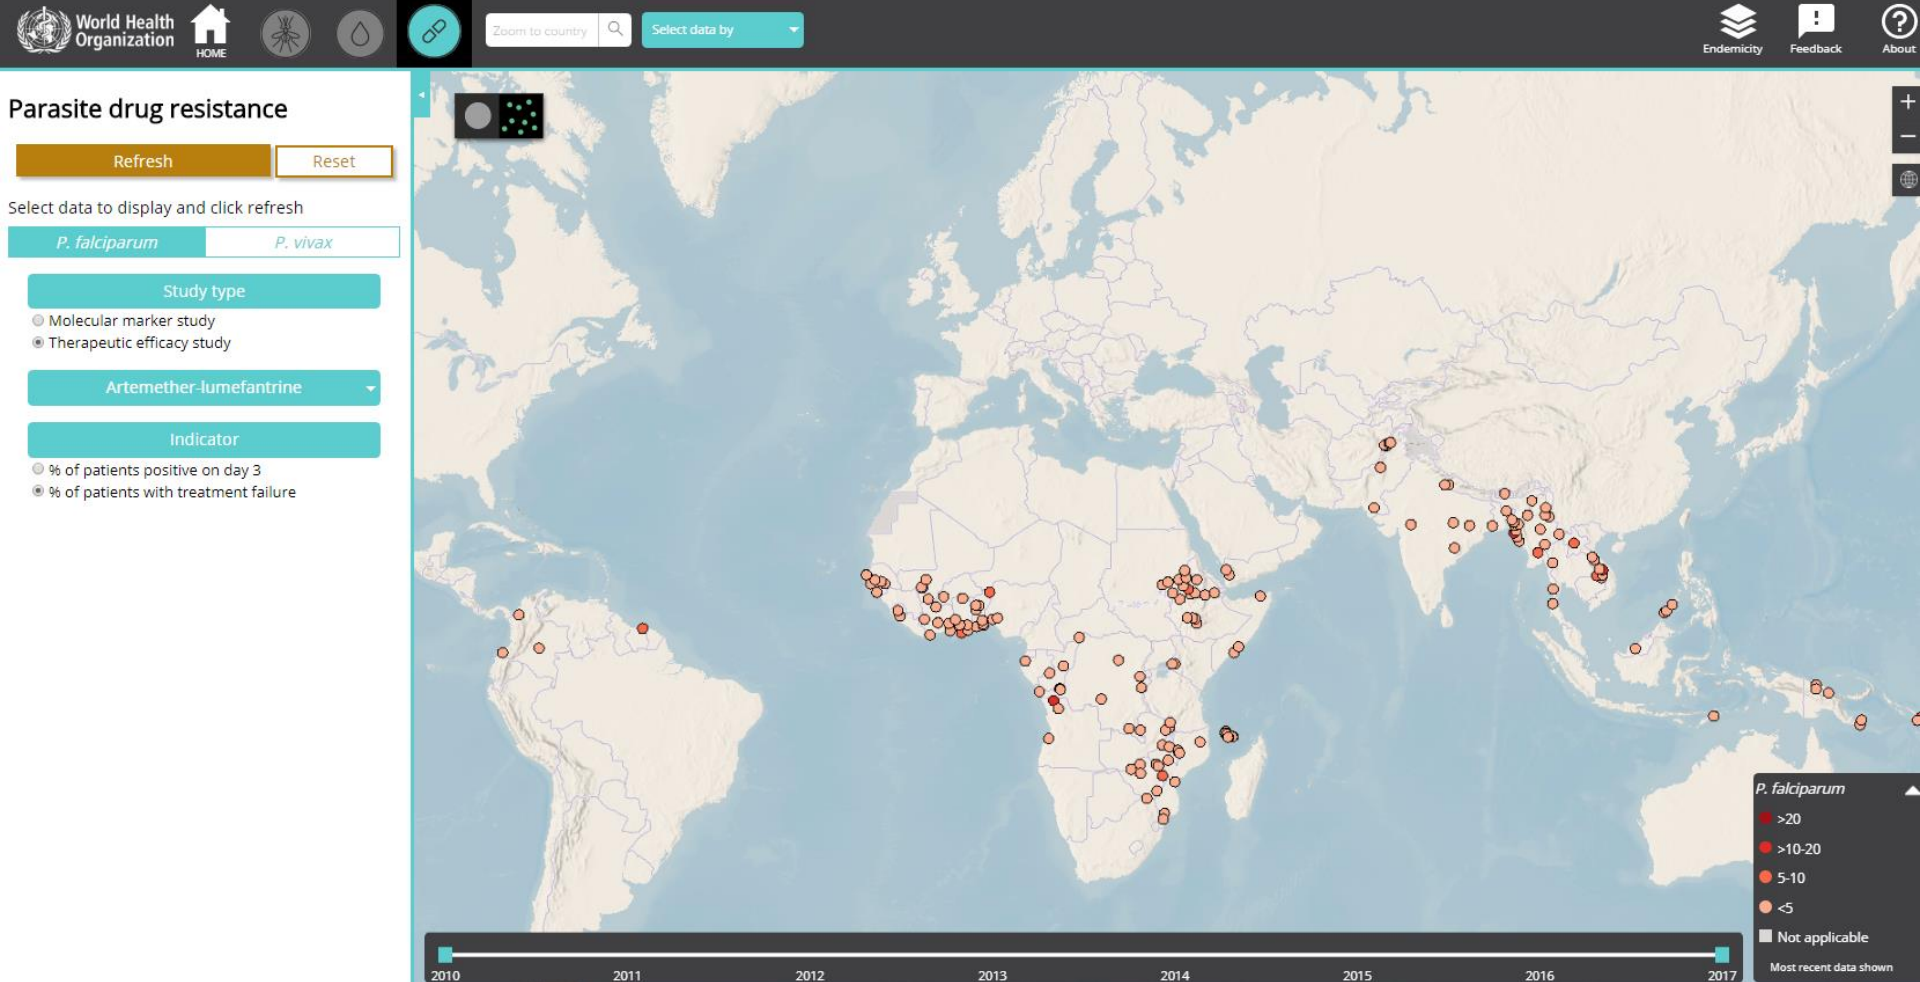 World Health
Organization
HOME
Zoom to country
Select data by
Endemicity
Feedback
About
Parasite drug resistance
Refresh
Reset
Select data to display and click refresh
P. falciparum
P. vivax
Study type
Molecular marker study
Therapeutic efficacy study
Artemether-lumefantrine
Indicator
% of patients positive on day 3
% of patients with treatment failure
P. falciparum
>20
>10-20
5-10
<5
Not applicable
Most recent data shown
2010 2011 2012 2013 2014 2015 2016 2017